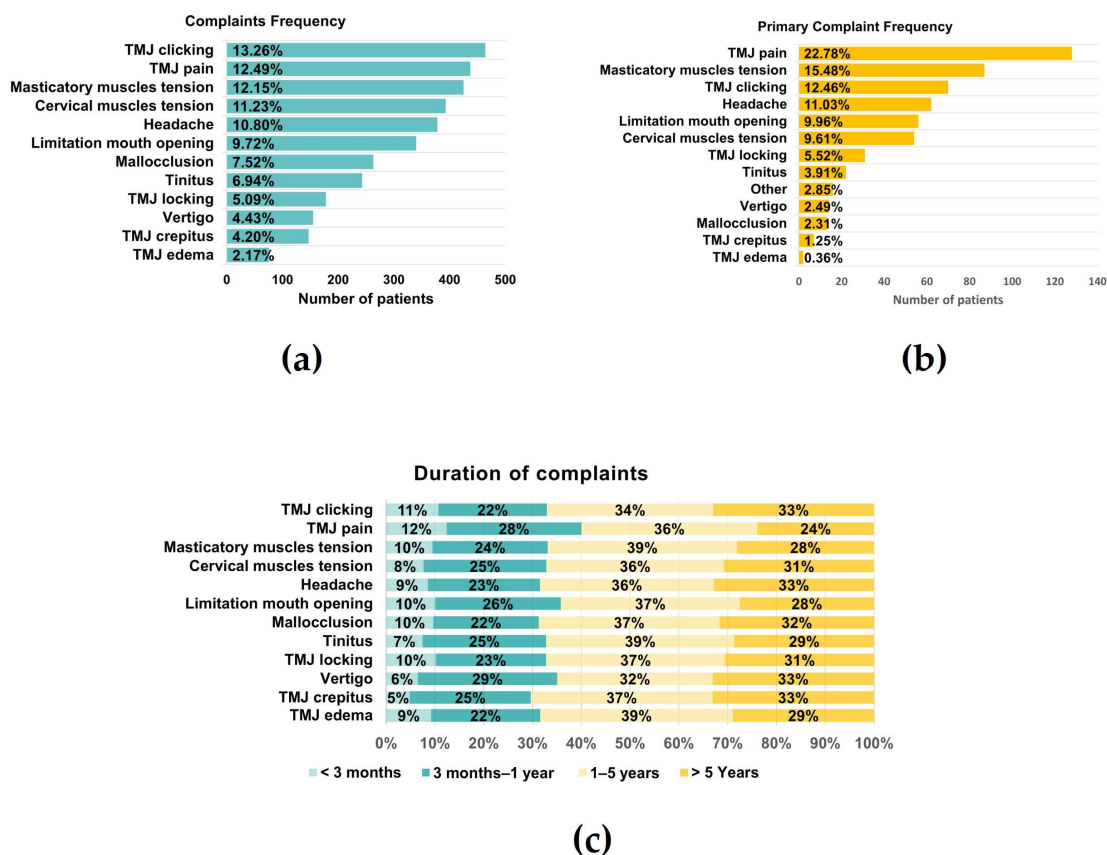 Complaints Frequency
TMJ clicking 13.26%
TMJ pain 12.49%
Masticatory muscles tension 12.15%
Cervical muscles tension 11.23%
Headache 10.80%
Limitation mouth opening 9.72%
Mallocclusion 7.52%
Tinitus 6.94%
TMJ locking 5.09%
Vertigo 4.43%
TMJ crepitus 4.20%
TMJ edema 2.17%
0 100 200 300 400 500
Number of patients
(a)
Primary Complaint Frequency
TMJ pain 22.78%
Masticatory muscles tension 15.48%
TMJ clicking 12.46%
Headache 11.03%
Limitation mouth opening 9.96%
Cervical muscles tension 9.61%
TMJ locking 5.52%
Tinitus 3.91%
Other 2.85%
Vertigo 2.49%
Mallocclusion 2.31%
TMJ crepitus 1.25%
TMJ edema 0.36%
0 20 40 60 80 100 120 140
Number of patients
(b)
Duration of complaints
TMJ clicking 11% 22% 34% 33%
TMJ pain 12% 28% 36% 24%
Masticatory muscles tension 10% 24% 39% 28%
Cervical muscles tension 8% 25% 36% 31%
Headache 9% 23% 36% 33%
Limitation mouth opening 10% 26% 37% 28%
Mallocclusion 10% 22% 37% 32%
Tinitus 7% 25% 39% 29%
TMJ locking 10% 23% 37% 31%
Vertigo 6% 29% 32% 33%
TMJ crepitus 5% 25% 37% 33%
TMJ edema 9% 22% 39% 29%
0% 10% 20% 30% 40% 50% 60% 70% 80% 90% 100%
< 3 months 3 months–1 year 1–5 years > 5 Years
(c)